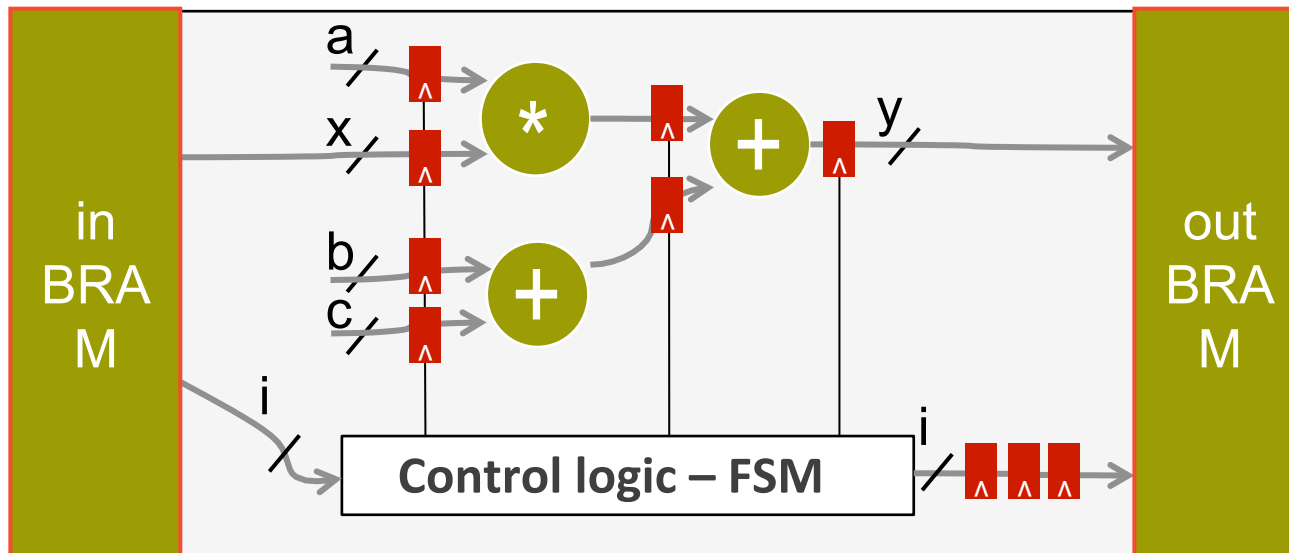 a
x
b
c
*
+
+
y
in
BRA
M
out
BRA
M
i
i
Control logic – FSM
^
^
^
^
^
^
^
^
^
^